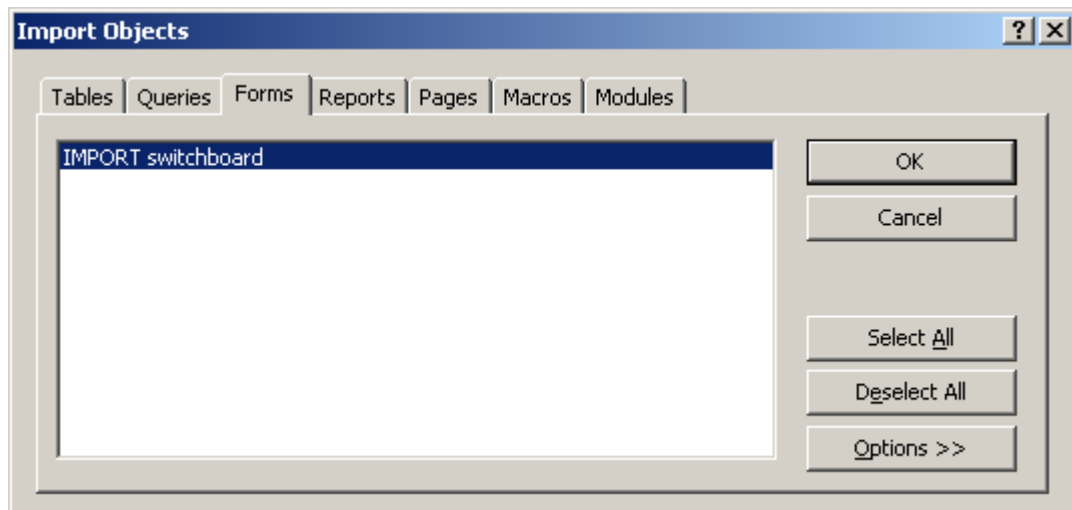 Import Objects
Tables Queries Forms Reports Pages Macros Modules
IMPORT switchboard
OK
Cancel
Select All
Deselect All
Options >>